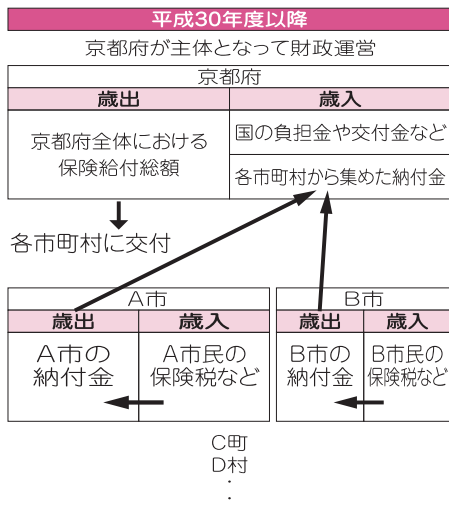 平成30年度以降
京都府が主体となって財政運営
京都府
歳出
歳入
京都府全体における
保険給付総額
国の負担金や交付金など
各市町村から集めた納付金
各市町村に交付
A市
歳出
歳入
A市の
納付金
A市民の
保険税など
B市
歳出
歳入
B市の
納付金
B市民の
保険税など
C町
D村
・
・